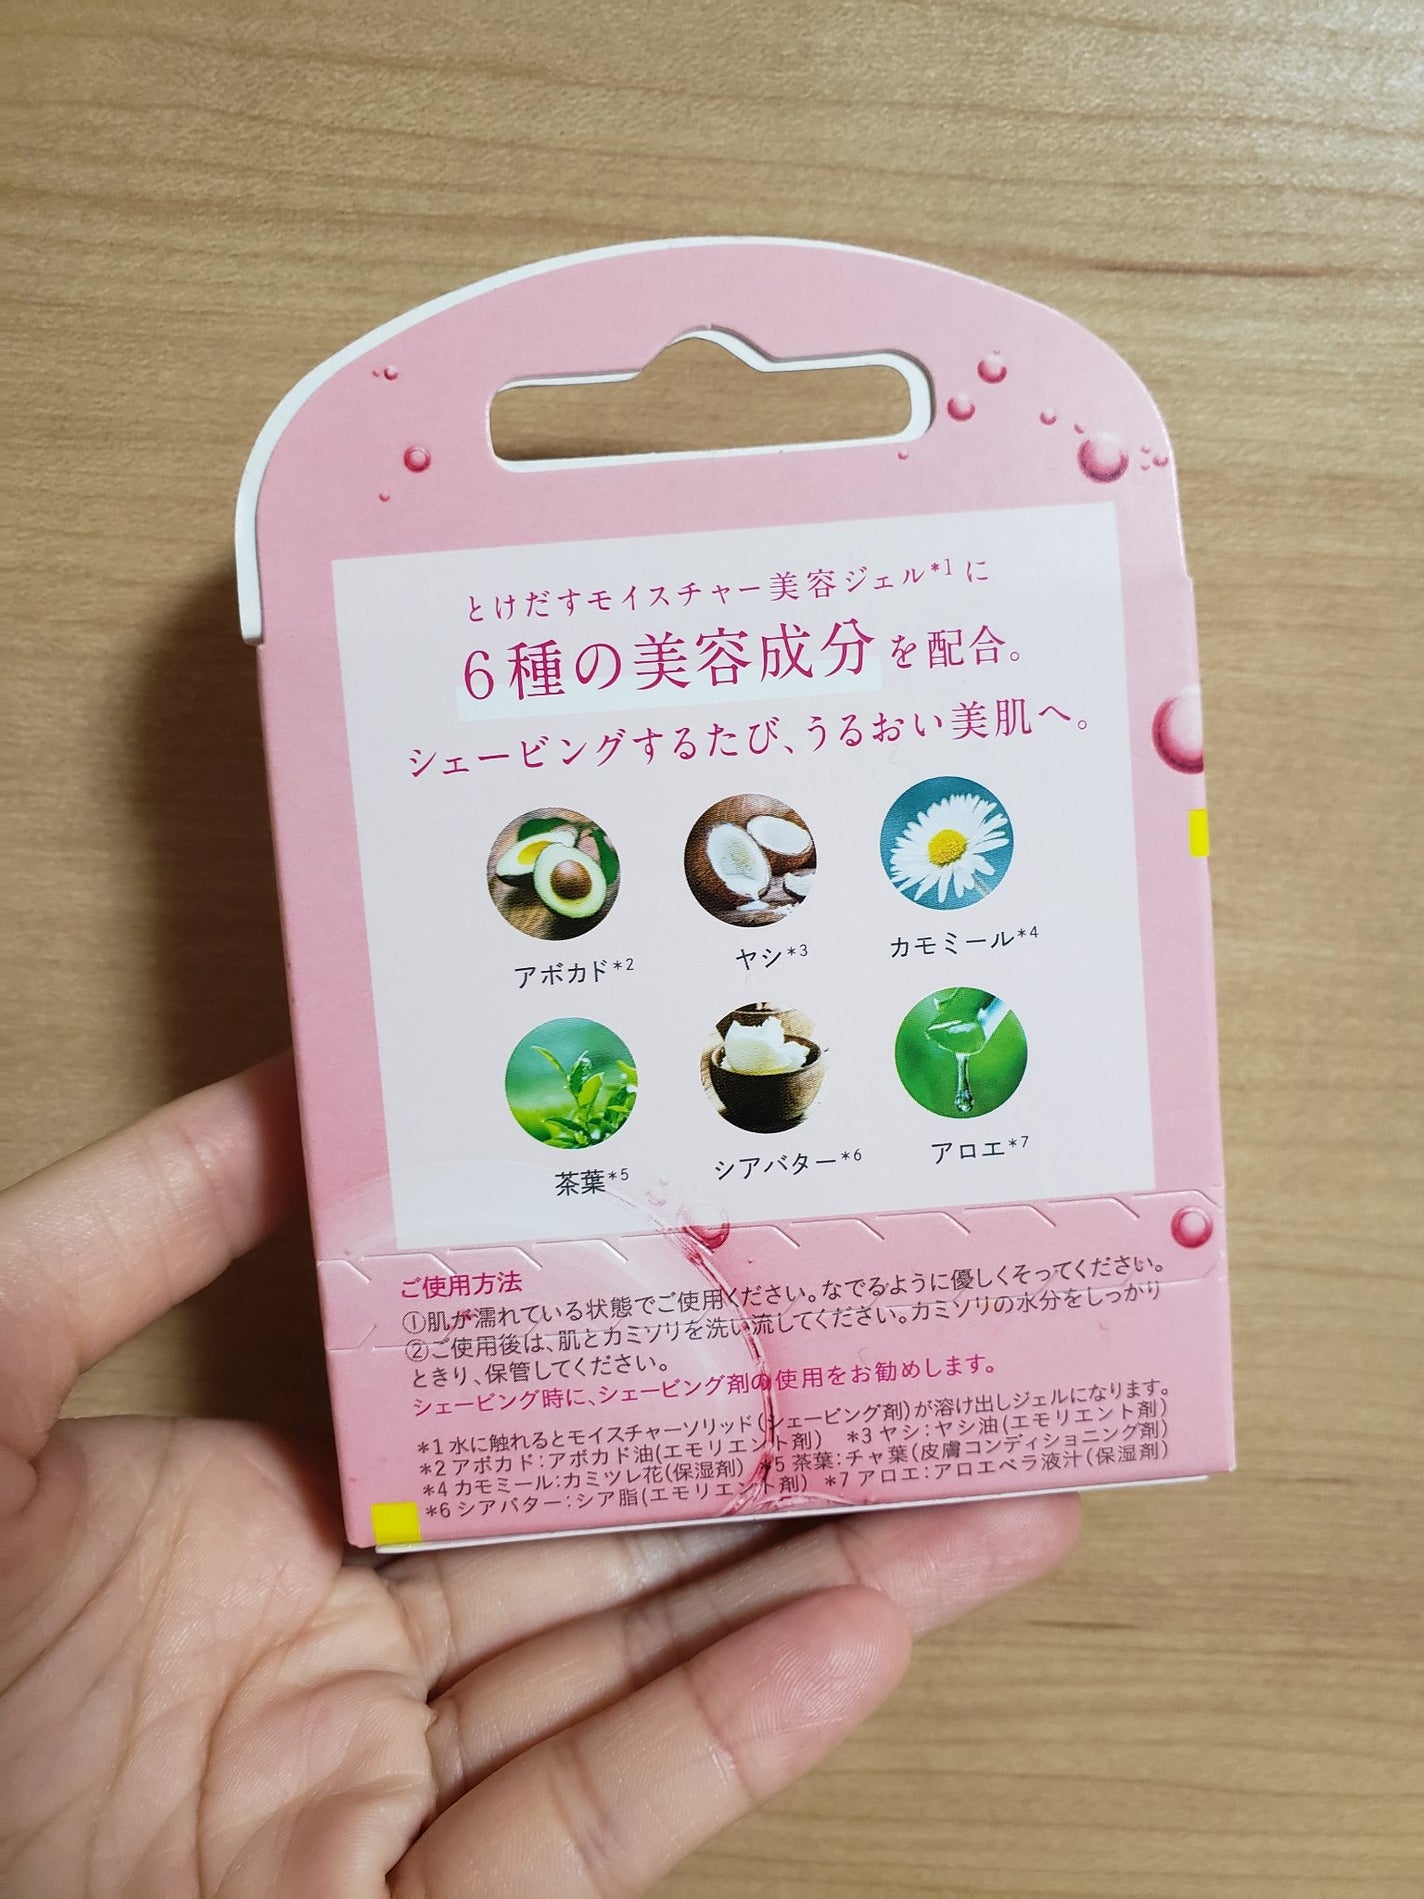 とけだすモイスチャー美容ジェル*1に
6種の美容成分を配合。
シェービングするたび、うるおい美肌へ。
アボカド*2
ヤシ*3
カモミール*4
茶葉*5
シアバター*6
アロエ*7
ご使用方法
①肌が濡れている状態でご使用ください。なでるように優しくそってください。
②ご使用後は、肌とカミソリを洗い流してください。カミソリの水分をしっかり
ときり、保管してください。
シェービング時に、シェービング剤の使用をお勧めします。
*1 水に触れるとモイスチャーソリッド(シェービング剤)が溶け出しジェルになります。
*2 アボカド:アボカド油(エモリエント剤) *3 ヤシ:ヤシ油(エモリエント剤)
*4 カモミール:カミツレ花(保湿剤) *5 茶葉:チャ葉(皮膚コンディショニング剤)
*6 シアバター:シア脂(エモリエント剤) *7 アロエ:アロエベラ液汁(保湿剤)